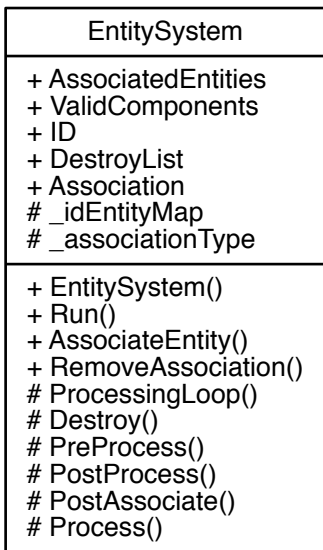 EntitySystem
+ AssociatedEntities
+ ValidComponents
+ ID
+ DestroyList
+ Association
# _idEntityMap
# _associationType
+ EntitySystem()
+ Run()
+ AssociateEntity()
+ RemoveAssociation()
# ProcessingLoop()
# Destroy()
# PreProcess()
# PostProcess()
# PostAssociate()
# Process()